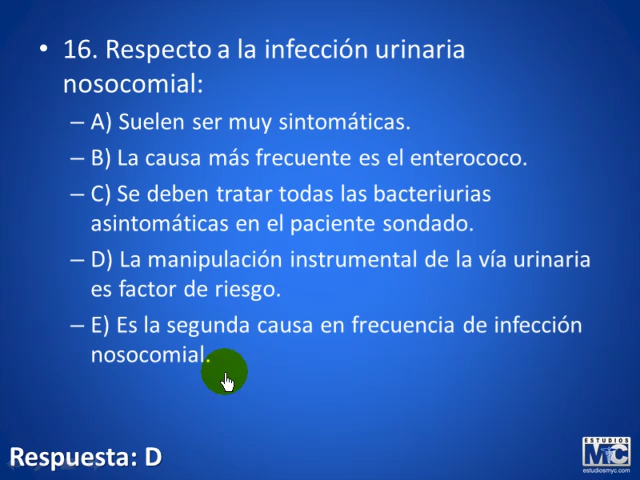 • 16. Respecto a la infección urinaria
nosocomial:
– A) Suelen ser muy sintomáticas.
– B) La causa más frecuente es el enterococo.
– C) Se deben tratar todas las bacteriurias
asintomáticas en el paciente sondado.
– D) La manipulación instrumental de la vía urinaria
es factor de riesgo.
– E) Es la segunda causa en frecuencia de infección
nosocomial.
Respuesta: D
ESTUDIOS
MyC
estudiosmyc.com